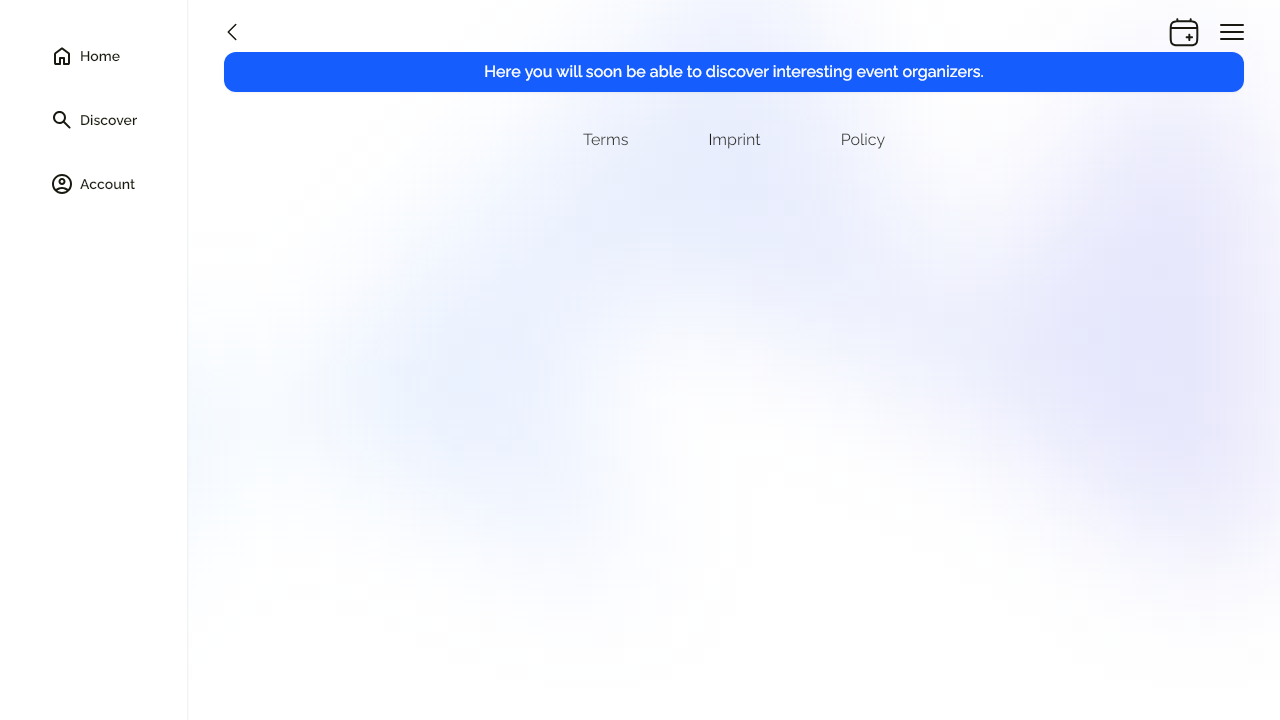 Home
Discover
Account
Here you will soon be able to discover interesting event organizers.
Terms Imprint Policy